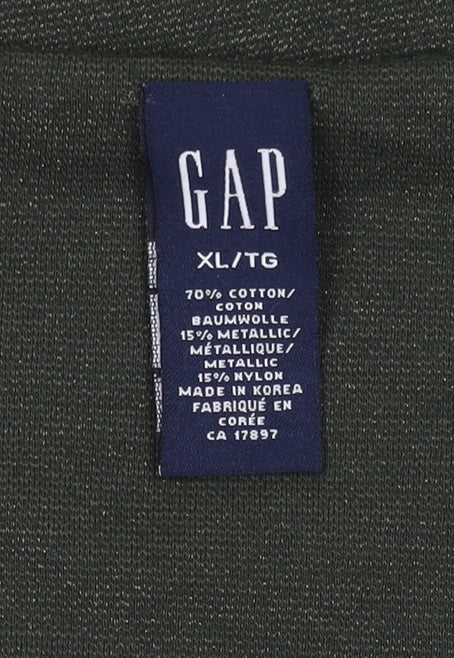 GAP
XL/TG
70% COTTON/
COTON
BAUMWOLLE
15% METALLIC/
MÉTALLIQUE/
METALLIC
15% NYLON
MADE IN KOREA
FABRIQUÉ EN
CORÉE
CA 17897